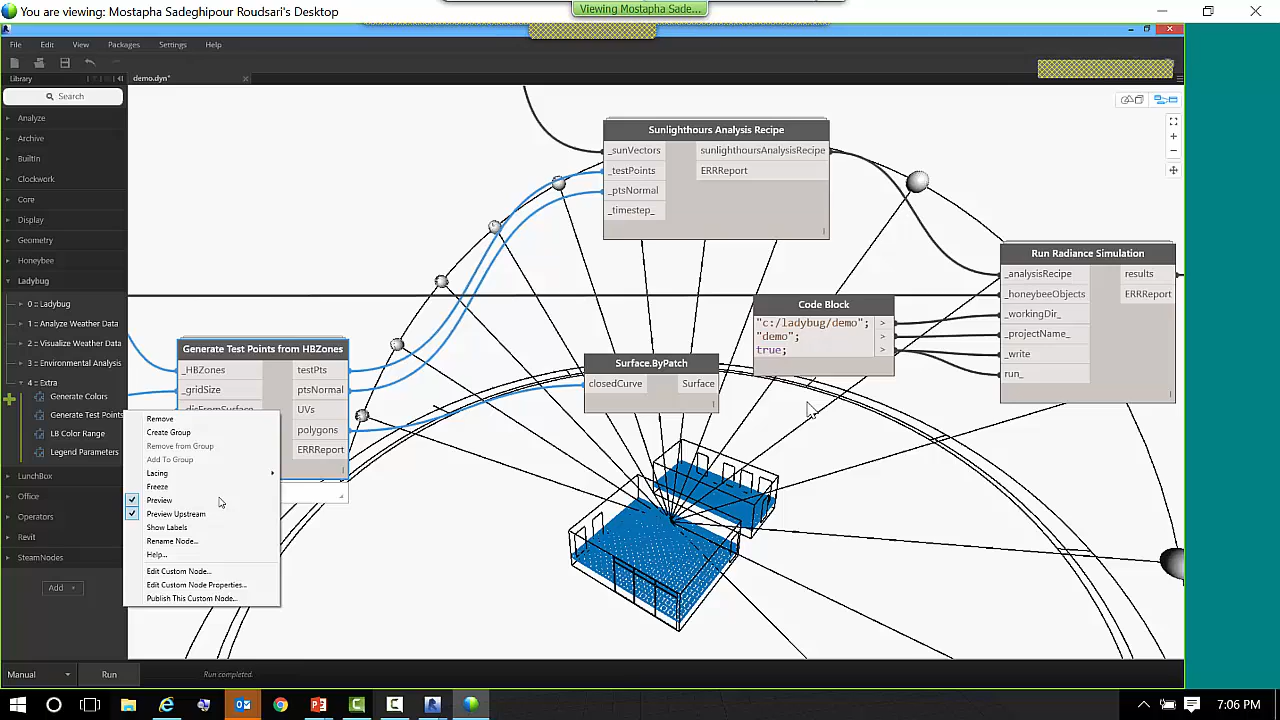 You are viewing: Mostapha Sadeghipour Roudsari's Desktop
Viewing Mostapha Sade...
File Edit View Packages Settings Help
Library
demo.dyn*
Search
Analyze
Archive
BuiltIn
Clockwork
Core
Display
Geometry
Honeybee
Ladybug
0 :: Ladybug
1 :: Analyze Weather Data
2 :: Visualize Weather Data
3 :: Environmental Analysis
4 :: Extra
Generate Colors
Generate Test Points
LB Color Range
Legend Parameters
LunchBox
Office
Operators
Revit
SteamNodes
Add
Manual
Run
Run completed.
Generate Test Points from HBZones
_HBZones testPts
_gridSize ptsNormal
_disFromSurface UVs
polygons
ERRReport
Remove
Create Group
Remove from Group
Add To Group
Lacing
Freeze
Preview
Preview Upstream
Show Labels
Rename Node...
Help...
Edit Custom Node...
Edit Custom Node Properties...
Publish This Custom Node...
Sunlighthours Analysis Recipe
_sunVectors sunlighthoursAnalysisRecipe
_testPoints ERRReport
_ptsNormal
_timestep_
Surface.ByPatch
closedCurve Surface
Code Block
"c:/ladybug/demo"; >
"demo"; >
true; >
Run Radiance Simulation
_analysisRecipe results
_honeybeeObjects ERRReport
_workingDir_
_projectName_
_write
run_
7:06 PM